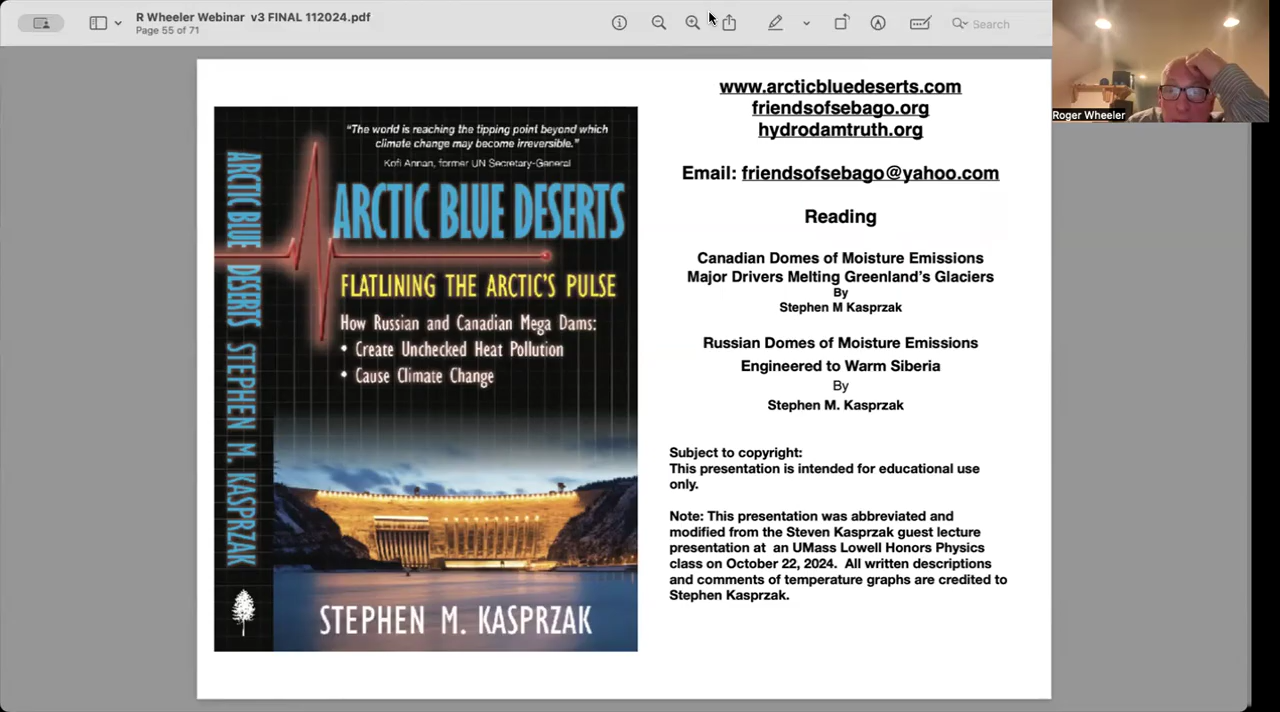 R Wheeler Webinar v3 FINAL 112024.pdf
Page 55 of 71
Search
Roger Wheeler
"The world is reaching the tipping point beyond which
climate change may become irreversible."
Kofi Annan, former UN Secretary-General
ARCTIC BLUE DESERTS
FLATLINING THE ARCTIC'S PULSE
How Russian and Canadian Mega Dams:
• Create Unchecked Heat Pollution
• Cause Climate Change
STEPHEN M. KASPRZAK
ARCTIC BLUE DESERTS STEPHEN M. KASPRZAK
www.arcticbluedeserts.com
friendsofsebago.org
hydrodamtruth.org
Email: friendsofsebago@yahoo.com
Reading
Canadian Domes of Moisture Emissions
Major Drivers Melting Greenland's Glaciers
By
Stephen M Kasprzak
Russian Domes of Moisture Emissions
Engineered to Warm Siberia
By
Stephen M. Kasprzak
Subject to copyright:
This presentation is intended for educational use
only.
Note: This presentation was abbreviated and
modified from the Steven Kasprzak guest lecture
presentation at an UMass Lowell Honors Physics
class on October 22, 2024. All written descriptions
and comments of temperature graphs are credited to
Stephen Kasprzak.